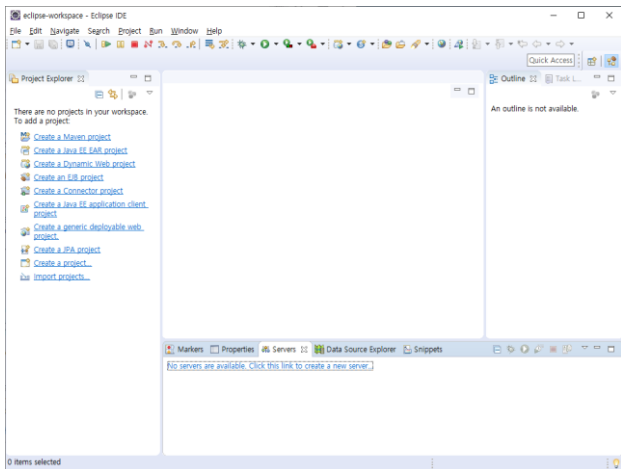 eclipse-workspace - Eclipse IDE
File Edit Navigate Search Project Run Window Help
Quick Access
Project Explorer
There are no projects in your workspace.
To add a project:
Create a Maven project
Create a Java EE EAR project
Create a Dynamic Web project
Create an EJB project
Create a Connector project
Create a Java EE application client
project
Create a generic deployable web
project.
Create a JPA project
Create a project...
Import projects...
Outline Task L...
An outline is not available.
Markers Properties Servers Data Source Explorer Snippets
No servers are available. Click this link to create a new server...
0 items selected